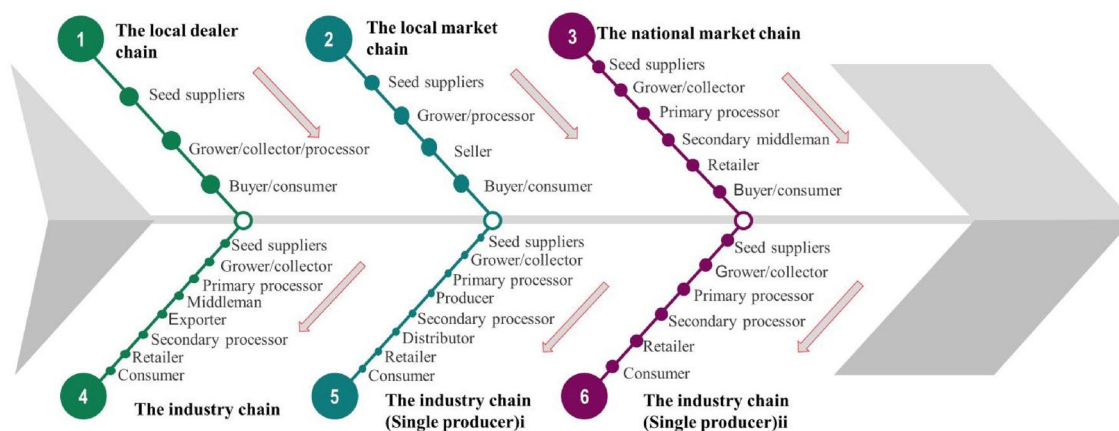 1
The local dealer
chain
Seed suppliers
Grower/collector/processor
Buyer/consumer
2
The local market
chain
Seed suppliers
Grower/processor
Seller
Buyer/consumer
3
The national market chain
Seed suppliers
Grower/collector
Primary processor
Secondary middleman
Retailer
Buyer/consumer
Seed suppliers
Grower/collector
Primary processor
Middleman
Exporter
Secondary processor
Retailer
Consumer
4
The industry chain
Seed suppliers
Grower/collector
Primary processor
Producer
Secondary processor
Distributor
Retailer
Consumer
5
The industry chain
(Single producer)i
Seed suppliers
Grower/collector
Primary processor
Secondary processor
Retailer
Consumer
6
The industry chain
(Single producer)ii